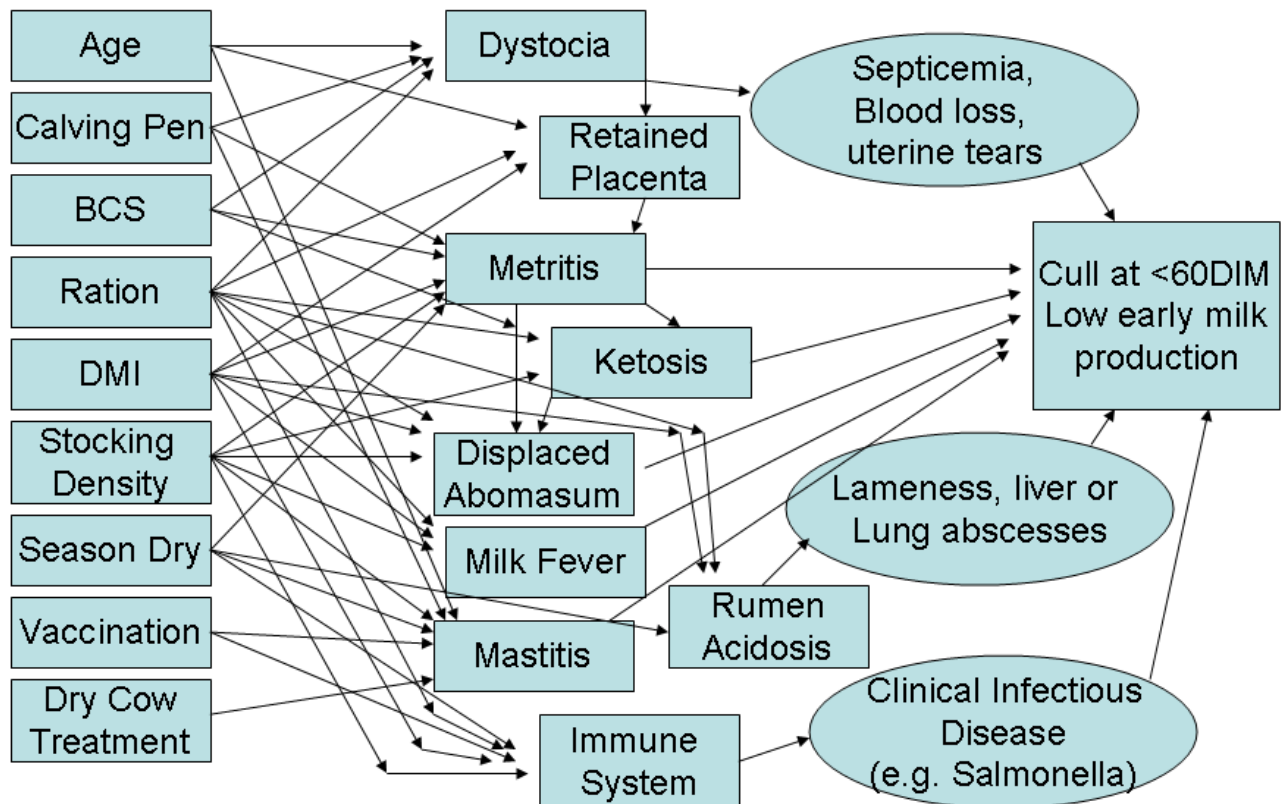 Age
Calving Pen
BCS
Ration
DMI
Stocking
Density
Season Dry
Vaccination
Dry Cow
Treatment
Dystocia
Retained
Placenta
Metritis
Ketosis
Displaced
Abomasum
Milk Fever
Mastitis
Rumen
Acidosis
Immune
System
Septicemia,
Blood loss,
uterine tears
Cull at <60DIM
Low early milk
production
Lameness, liver or
Lung abscesses
Clinical Infectious
Disease
(e.g. Salmonella)